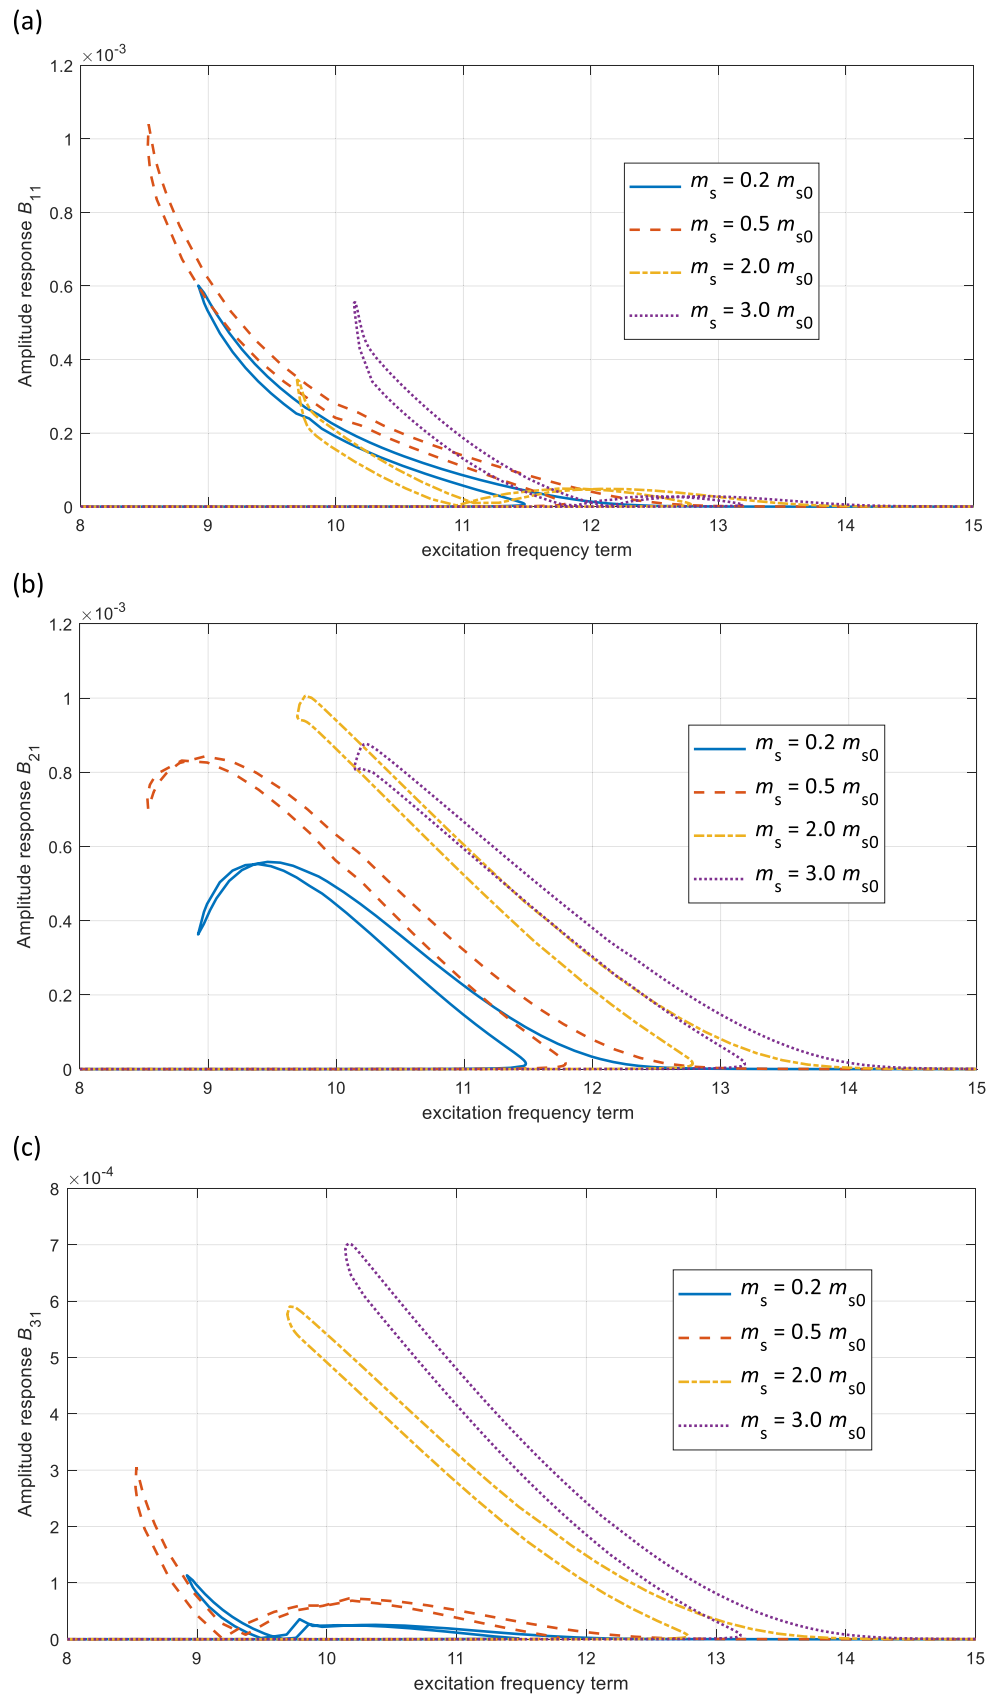 (a)
×10-3
1.2
1
0.8
0.6
0.4
0.2
0
Amplitude response B11
ms = 0.2 ms0
ms = 0.5 ms0
ms = 2.0 ms0
ms = 3.0 ms0
8 9 10 11 12 13 14 15
excitation frequency term
(b)
×10-3
1.2
1
0.8
0.6
0.4
0.2
0
Amplitude response B21
ms = 0.2 ms0
ms = 0.5 ms0
ms = 2.0 ms0
ms = 3.0 ms0
8 9 10 11 12 13 14 15
excitation frequency term
(c)
×10-4
8
7
6
5
4
3
2
1
0
Amplitude response B31
ms = 0.2 ms0
ms = 0.5 ms0
ms = 2.0 ms0
ms = 3.0 ms0
8 9 10 11 12 13 14 15
excitation frequency term